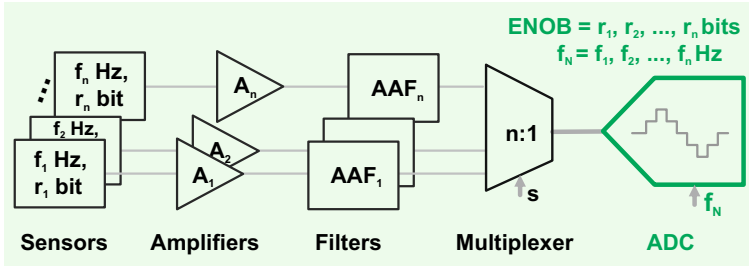 ENOB = r₁, r₂, ..., rₙ bits
f_N = f₁, f₂, ..., fₙ Hz
fₙ Hz,
rₙ bit
f₂ Hz,
f₁ Hz,
r₁ bit
Aₙ
A₂
A₁
AAFₙ
AAF₁
n:1
s
f_N
Sensors Amplifiers Filters Multiplexer ADC